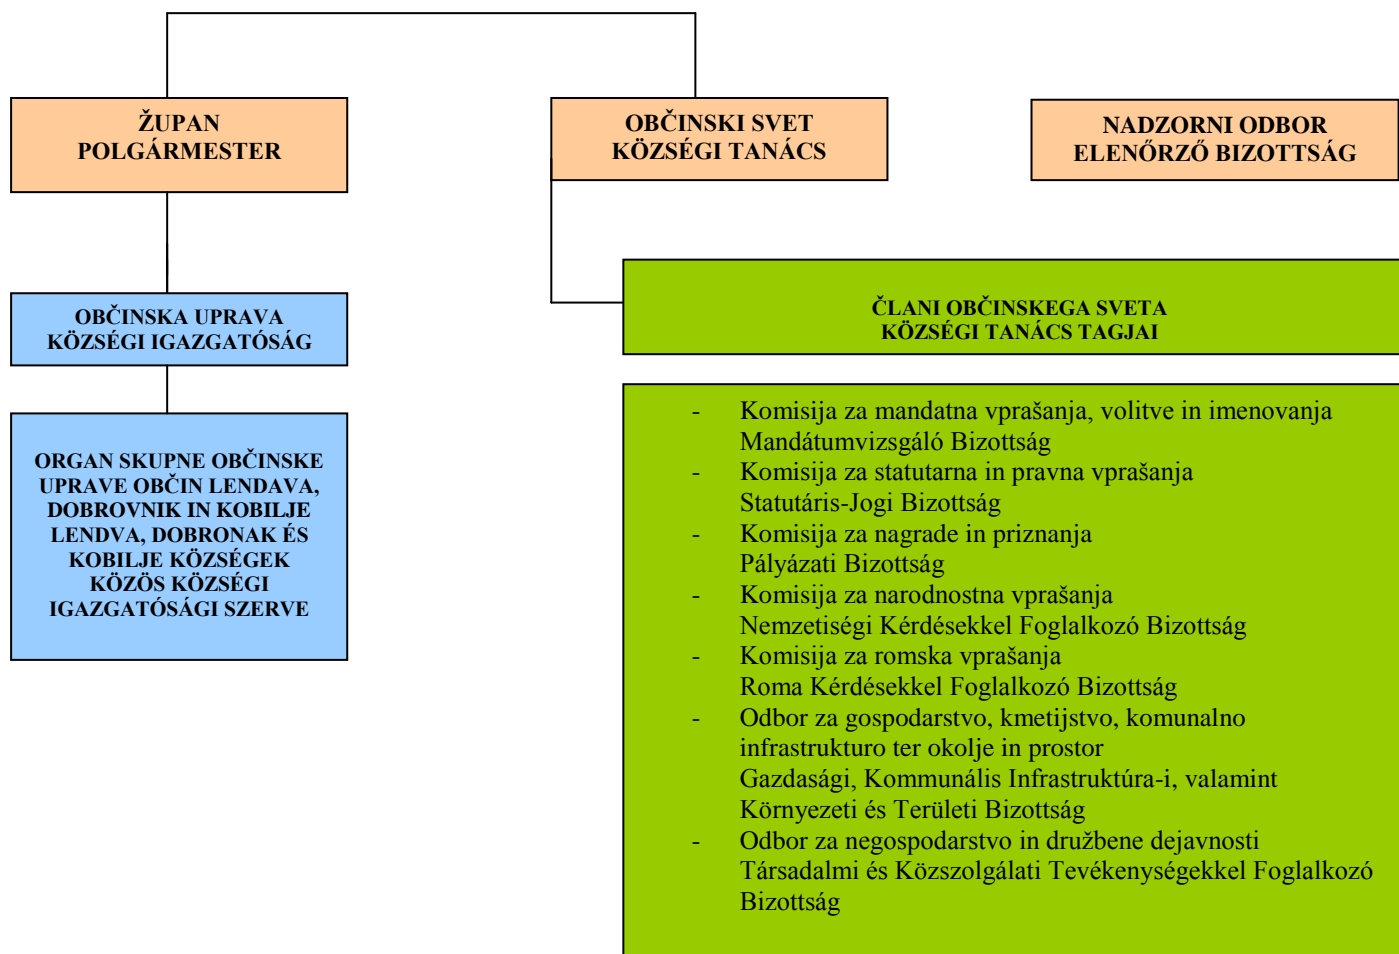 ŽUPAN
POLGÁRMESTER
OBČINSKI SVET
KÖZSÉGI TANÁCS
NADZORNI ODBOR
ELENŐRZŐ BIZOTTSÁG
OBČINSKA UPRAVA
KÖZSÉGI IGAZGATÓSÁG
ORGAN SKUPNE OBČINSKE
UPRAVE OBČIN LENDAVA,
DOBROVNIK IN KOBILJE
LENDVA, DOBRONAK ÉS
KOBILJE KÖZSÉGEK
KÖZÖS KÖZSÉGI
IGAZGATÓSÁGI SZERVE
ČLANI OBČINSKEGA SVETA
KÖZSÉGI TANÁCS TAGJAI
- Komisija za mandatna vprašanja, volitve in imenovanja
Mandátumvizsgáló Bizottság
- Komisija za statutarna in pravna vprašanja
Statutáris-Jogi Bizottság
- Komisija za nagrade in priznanja
Pályázati Bizottság
- Komisija za narodnostna vprašanja
Nemzetiségi Kérdésekkel Foglalkozó Bizottság
- Komisija za romska vprašanja
Roma Kérdésekkel Foglalkozó Bizottság
- Odbor za gospodarstvo, kmetijstvo, komunalno
infrastrukturo ter okolje in prostor
Gazdasági, Kommunális Infrastruktúra-i, valamint
Környezeti és Területi Bizottság
- Odbor za negospodarstvo in družbene dejavnosti
Társadalmi és Közszolgálati Tevékenységekkel Foglalkozó
Bizottság